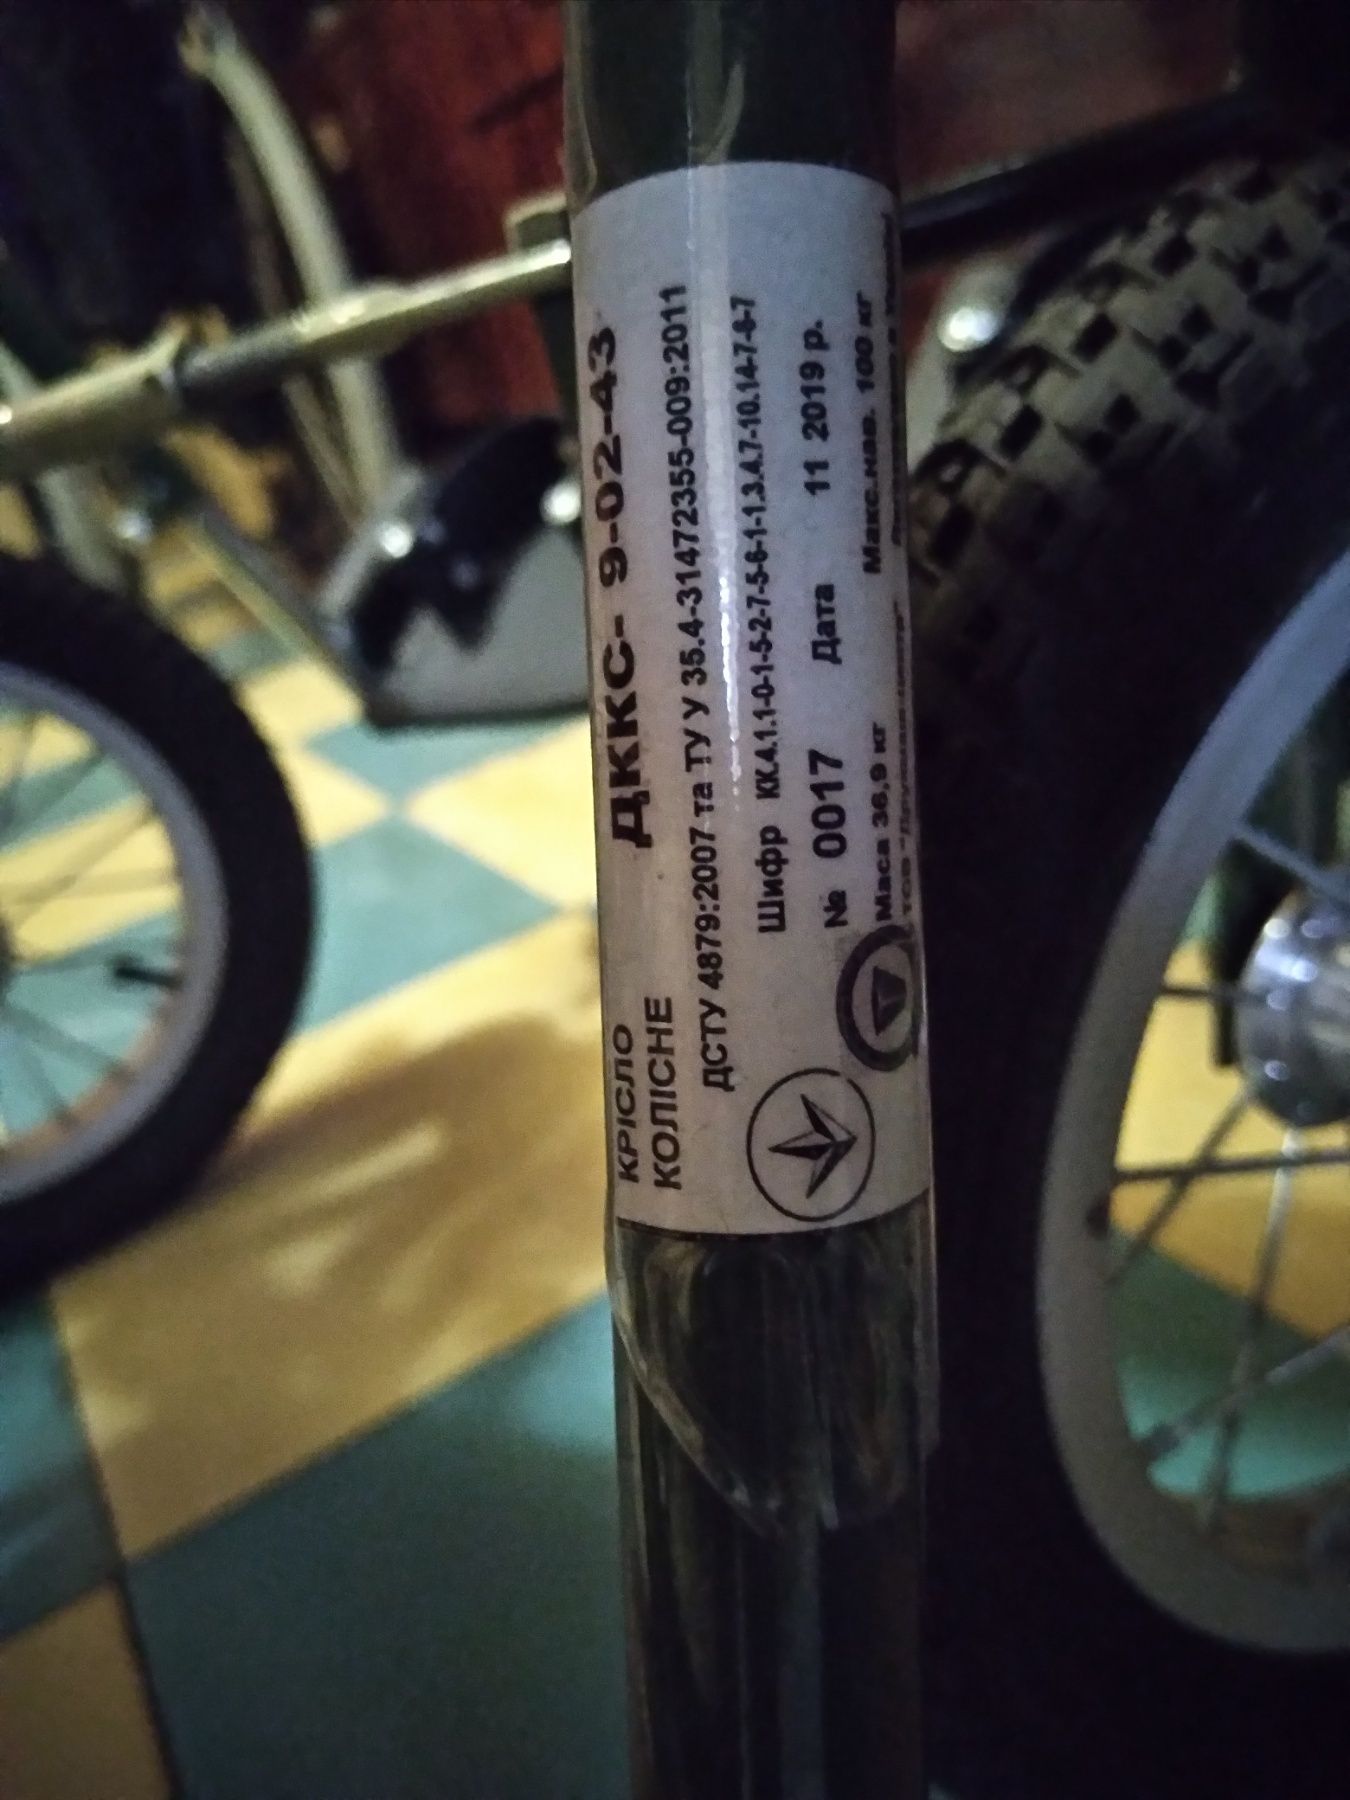 КРІСЛО
КОЛІСНЕ
ДККС- 9-02-43
ДСТУ 4879:2007 та ТУ У 35.4-31472355-009:2011
Шифр КК.4.1.1-0-1-5-2-7-5-6-1-1.3.4.7-10.14-7-8-7
№ 0017 Дата 11 2019 р.
Маса 36,9 кг Макс.нав. 100 кг
ТОВ